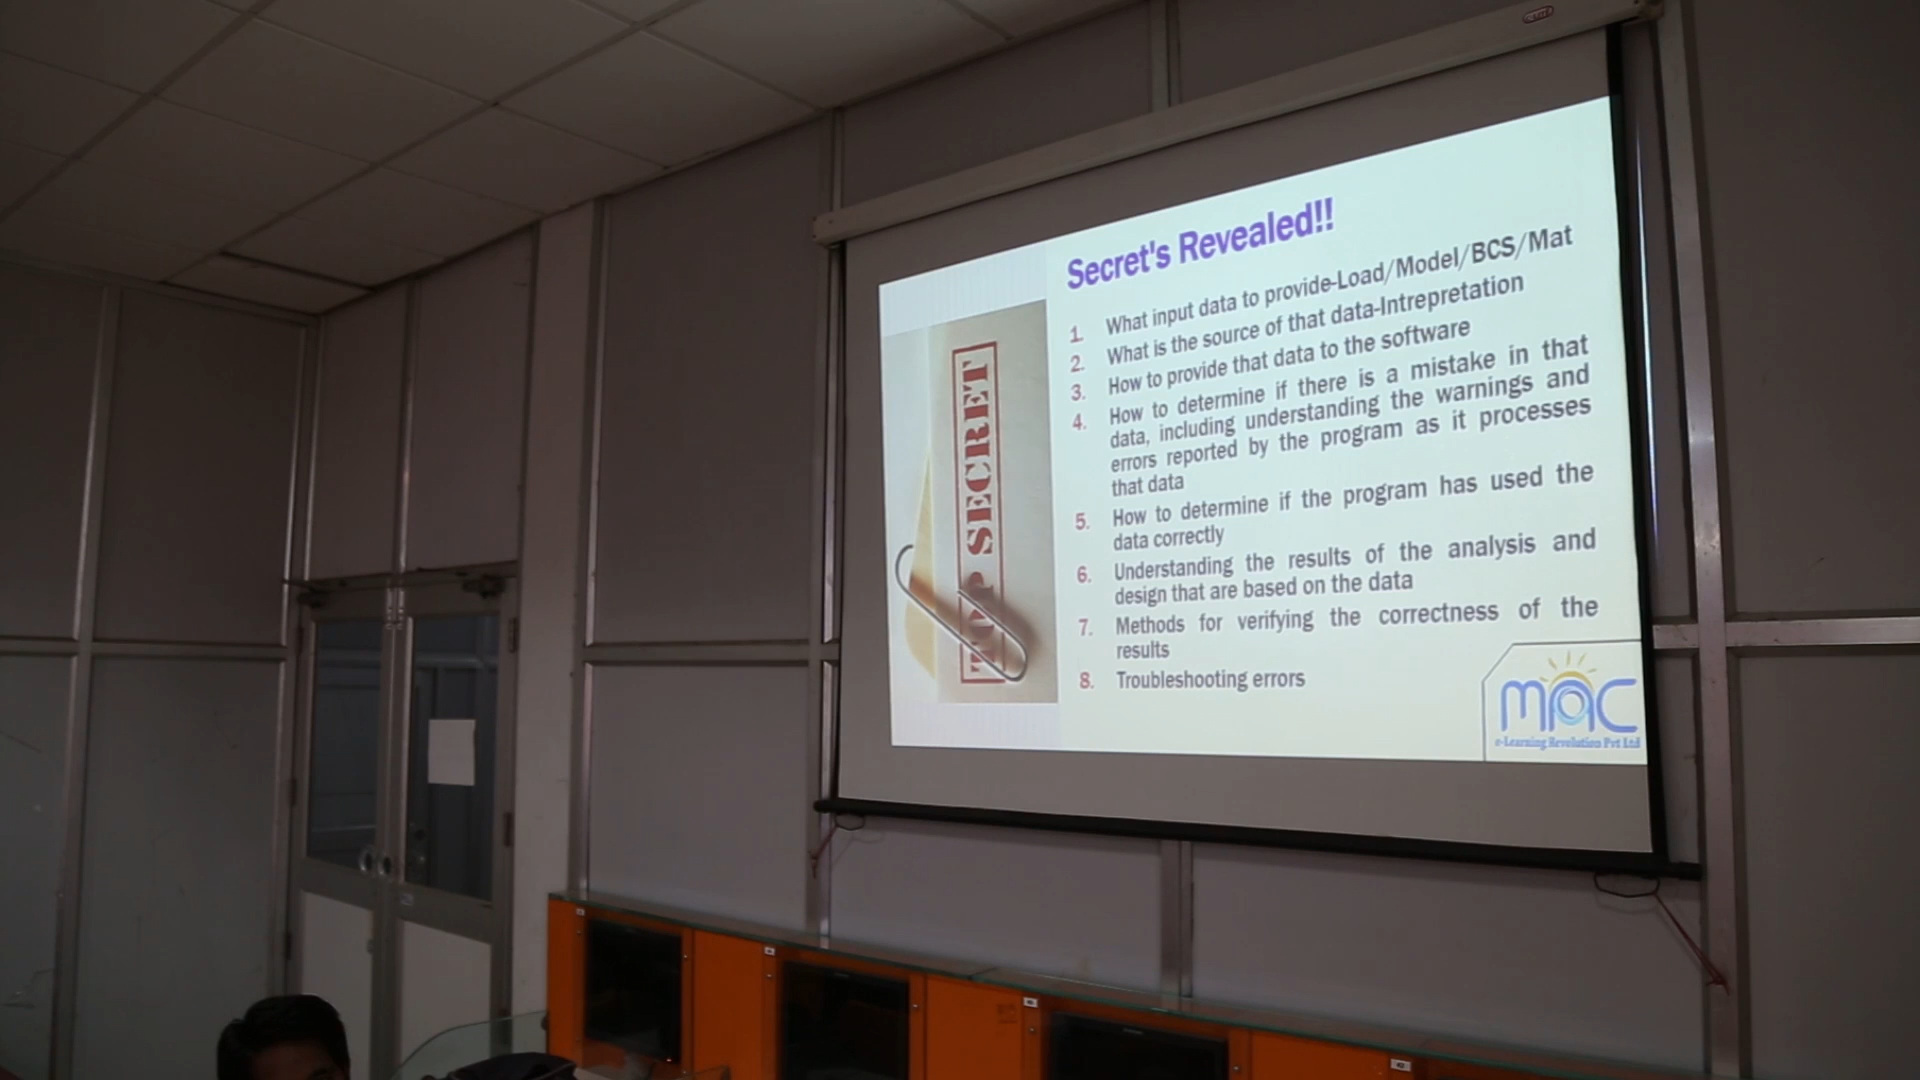 Secret's Revealed!!
1. What input data to provide-Load/Model/BCS/Mat
2. What is the source of that data-Intrepretation
3. How to provide that data to the software
4. How to determine if there is a mistake in that
data, including understanding the warnings and
errors reported by the program as it processes
that data
5. How to determine if the program has used the
data correctly
6. Understanding the results of the analysis and
design that are based on the data
7. Methods for verifying the correctness of the
results
8. Troubleshooting errors
TOP SECRET
MAC
e-Learning Revolution Pvt Ltd